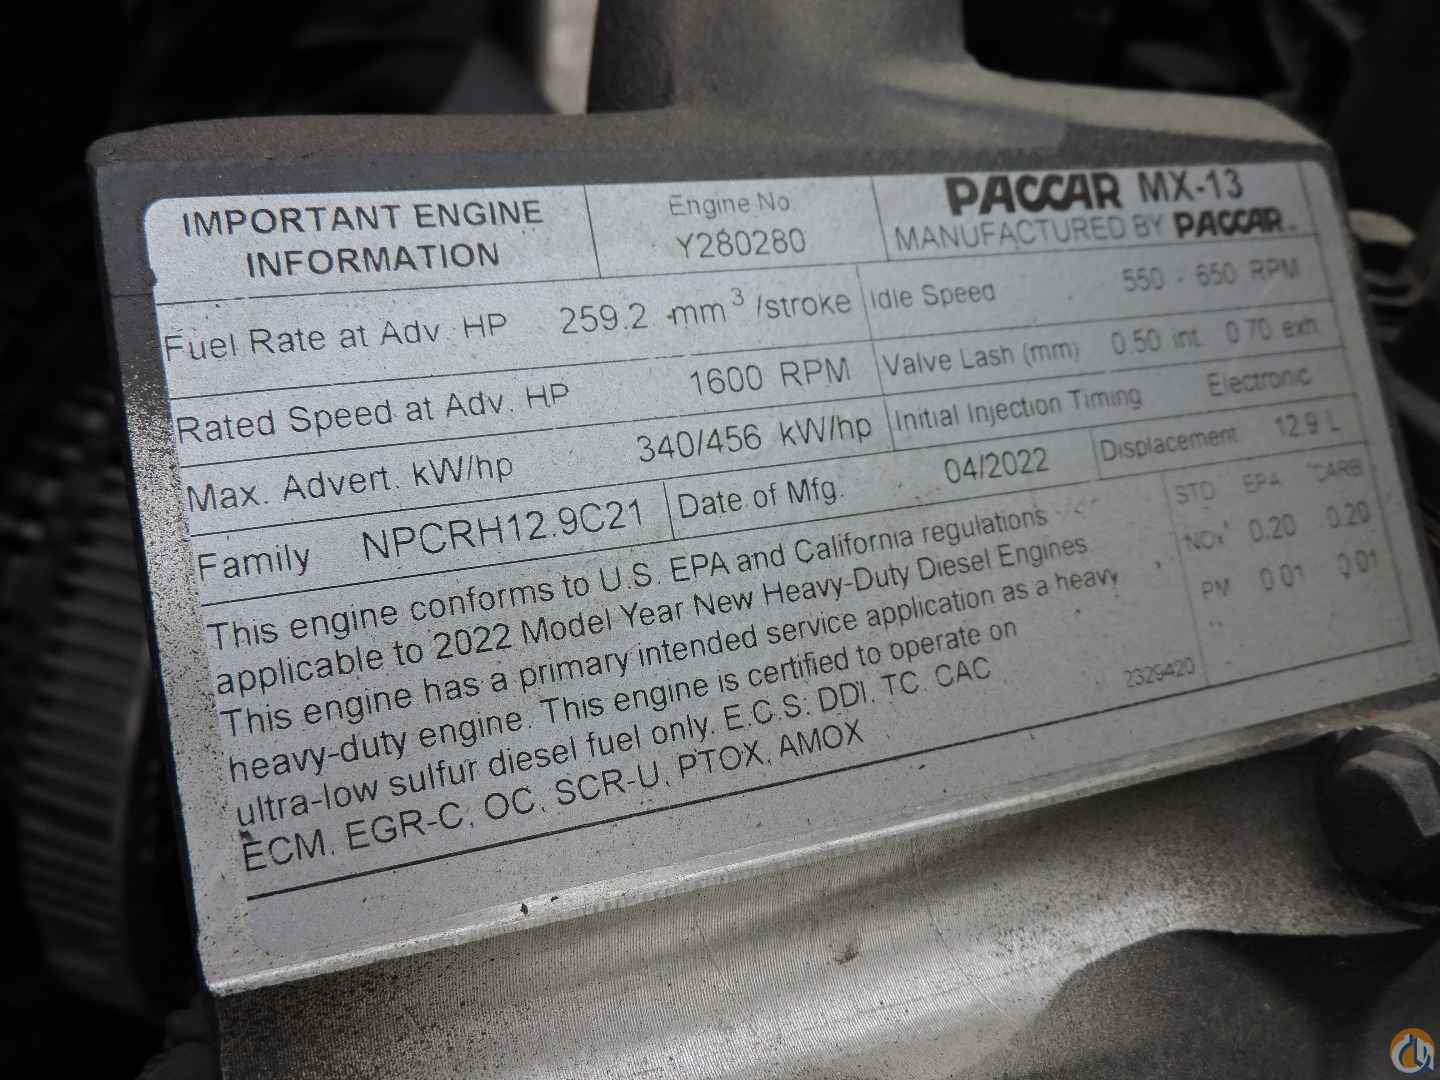 IMPORTANT ENGINE
INFORMATION
Engine No
Y280280
PACCAR MX-13
MANUFACTURED BY PACCAR
Fuel Rate at Adv. HP 259.2 mm³/stroke
Idle Speed 550 - 650 RPM
Rated Speed at Adv. HP 1600 RPM
Valve Lash (mm) 0.50 int. 0.70 exh.
Max. Advert. kW/hp 340/456 kW/hp
Initial Injection Timing Electronic
Family NPCRH12.9C21
Date of Mfg. 04/2022
Displacement 12.9 L
This engine conforms to U.S. EPA and California regulations
applicable to 2022 Model Year New Heavy-Duty Diesel Engines.
This engine has a primary intended service application as a heavy
heavy-duty engine. This engine is certified to operate on
ultra-low sulfur diesel fuel only. E.C.S: DDI, TC, CAC
ECM, EGR-C, OC, SCR-U, PTOX, AMOX
STD EPA CARB
NOx 0.20 0.20
PM 0.01 0.01
2329420